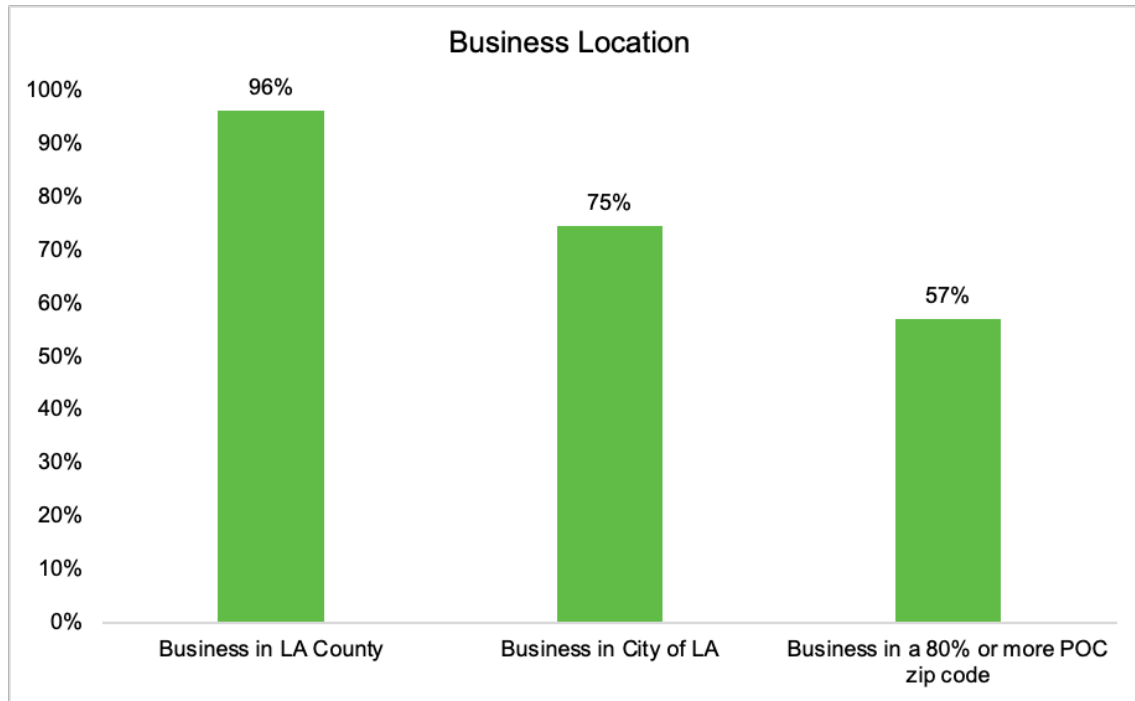 Business Location
100%
90%
80%
70%
60%
50%
40%
30%
20%
10%
0%
96%
75%
57%
Business in LA County
Business in City of LA
Business in a 80% or more POC
zip code